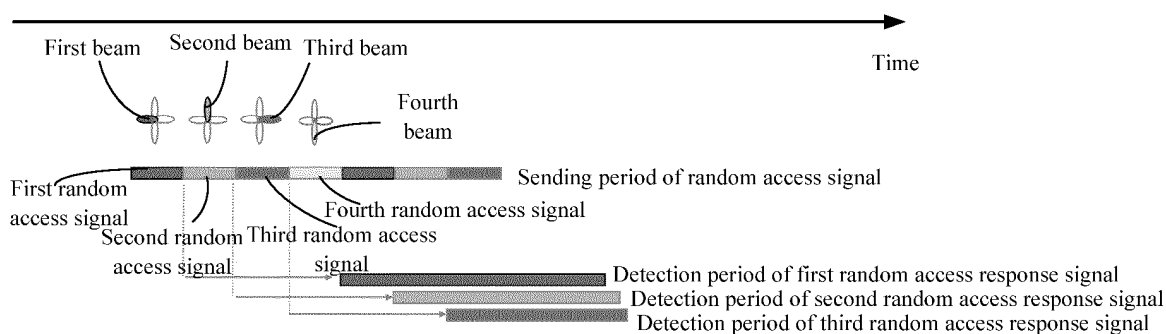 First beam
Second beam
Third beam
Time
Fourth
beam
First random
access signal
Sending period of random access signal
Fourth random access signal
Second random
access signal
Third random access
signal
Detection period of first random access response signal
Detection period of second random access response signal
Detection period of third random access response signal